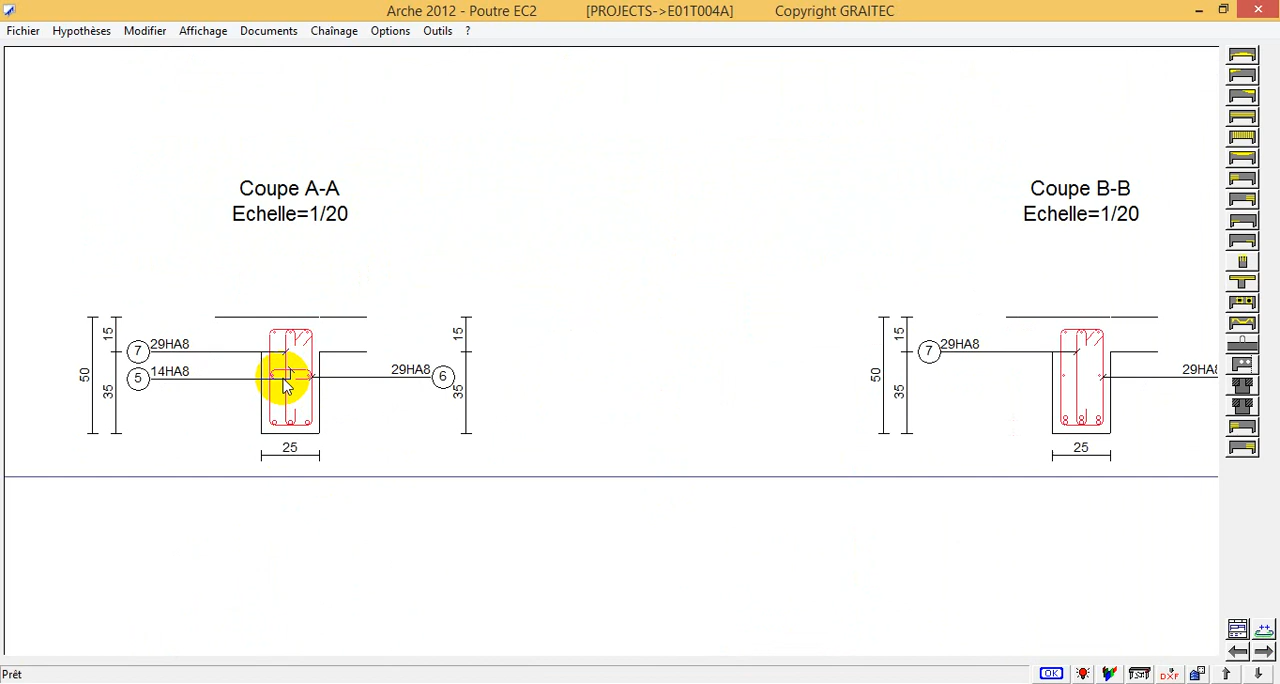 Arche 2012 - Poutre EC2 [PROJECTS->E01T004A] Copyright GRAITEC
Fichier Hypothèses Modifier Affichage Documents Chaînage Options Outils ?
Coupe A-A
Echelle=1/20
Coupe B-B
Echelle=1/20
50
15
35
7 29HA8
5 14HA8
29HA8 6
15
35
25
50
15
35
7 29HA8
29HA8
25
Prêt
OK
DXF